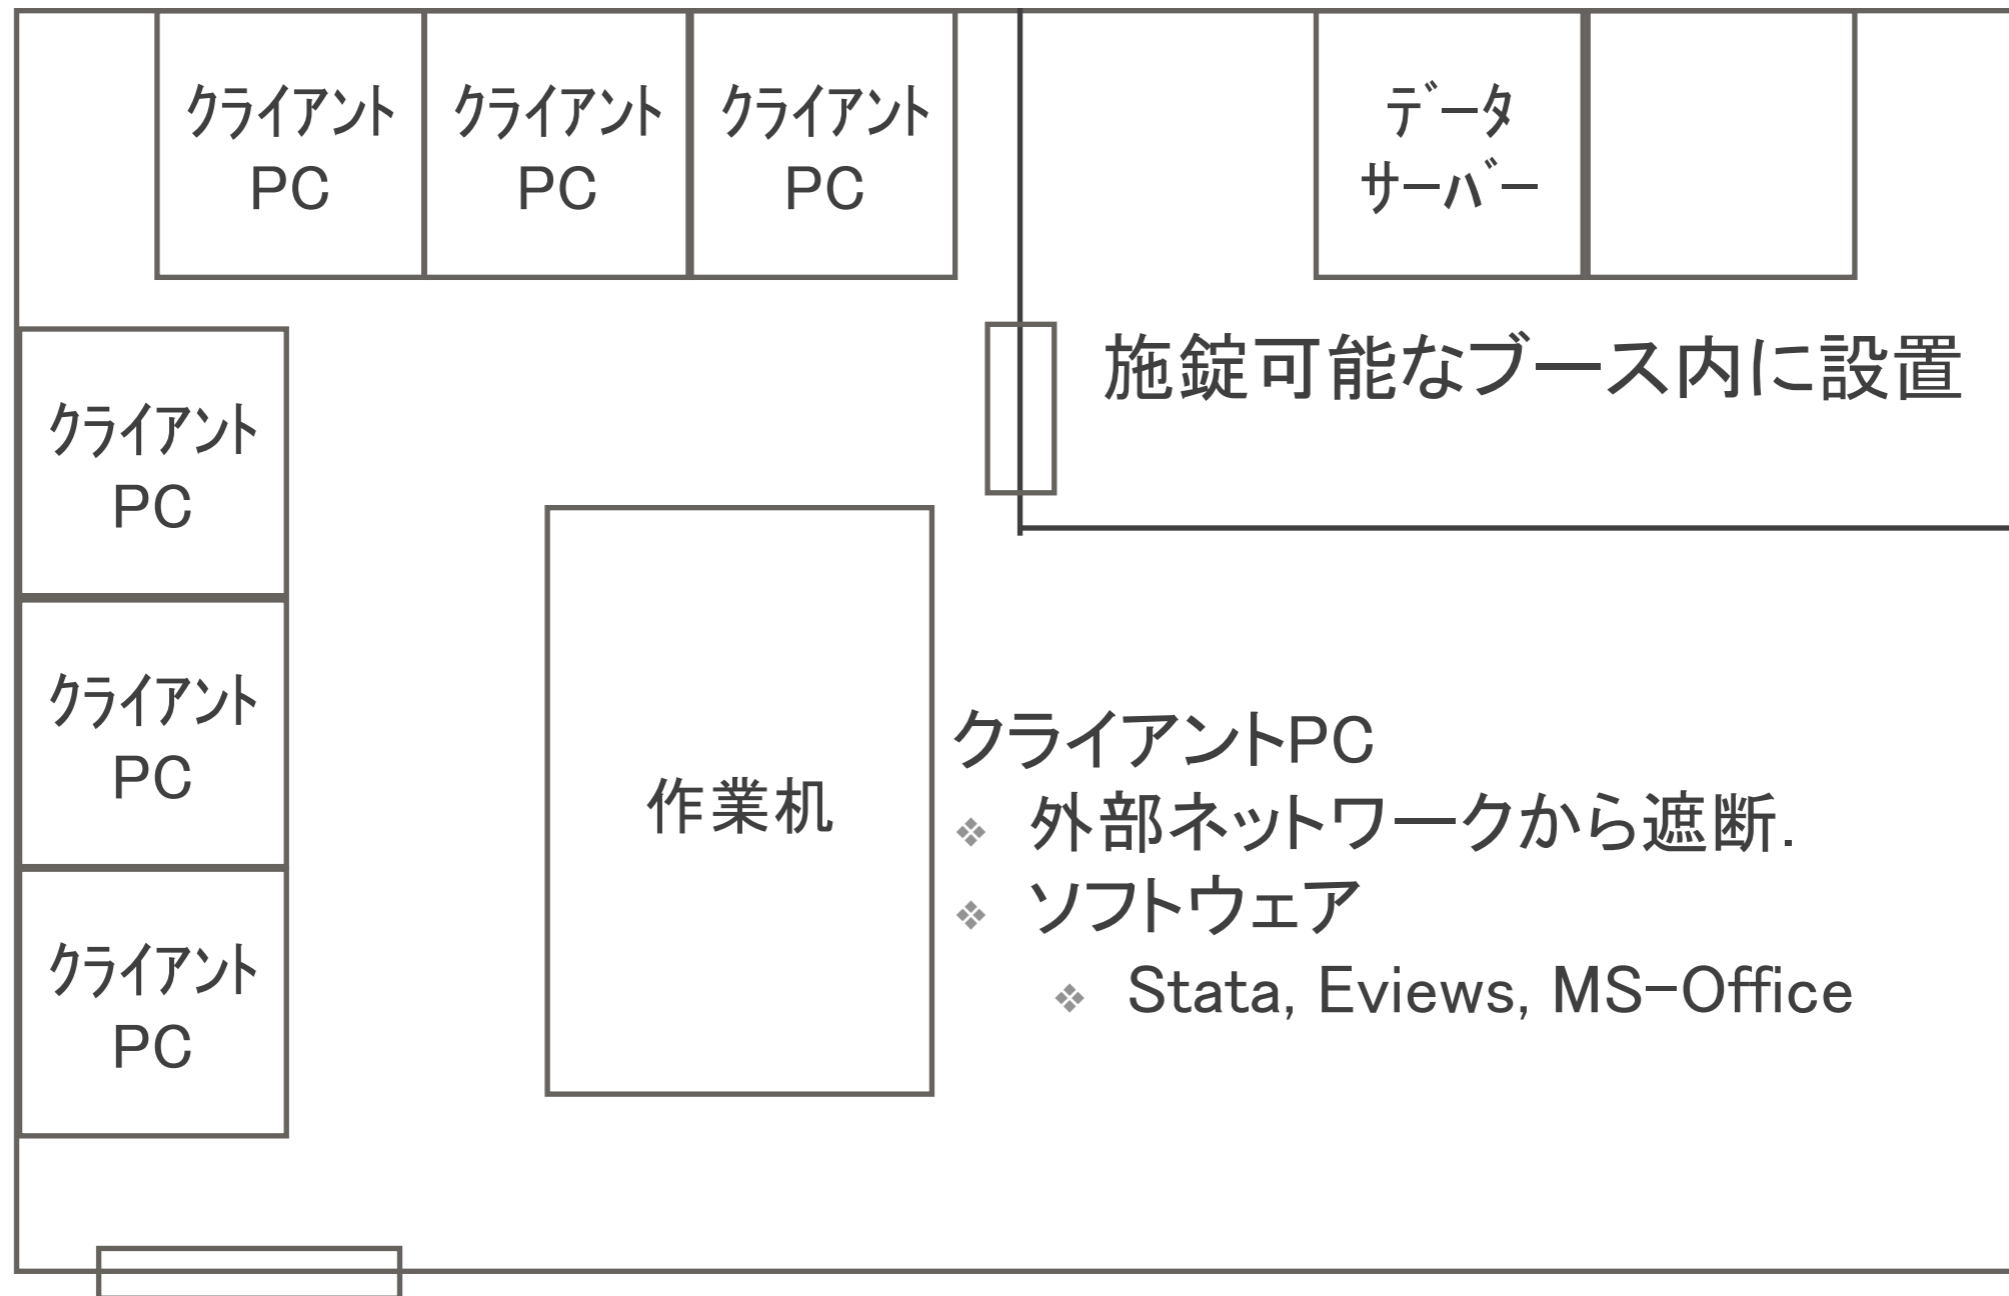 クライアント
PC
クライアント
PC
クライアント
PC
データ
サーバー
施錠可能なブース内に設置
クライアント
PC
クライアント
PC
クライアント
PC
作業机
クライアントPC
❖ 外部ネットワークから遮断.
❖ ソフトウェア
❖ Stata, Eviews, MS-Office